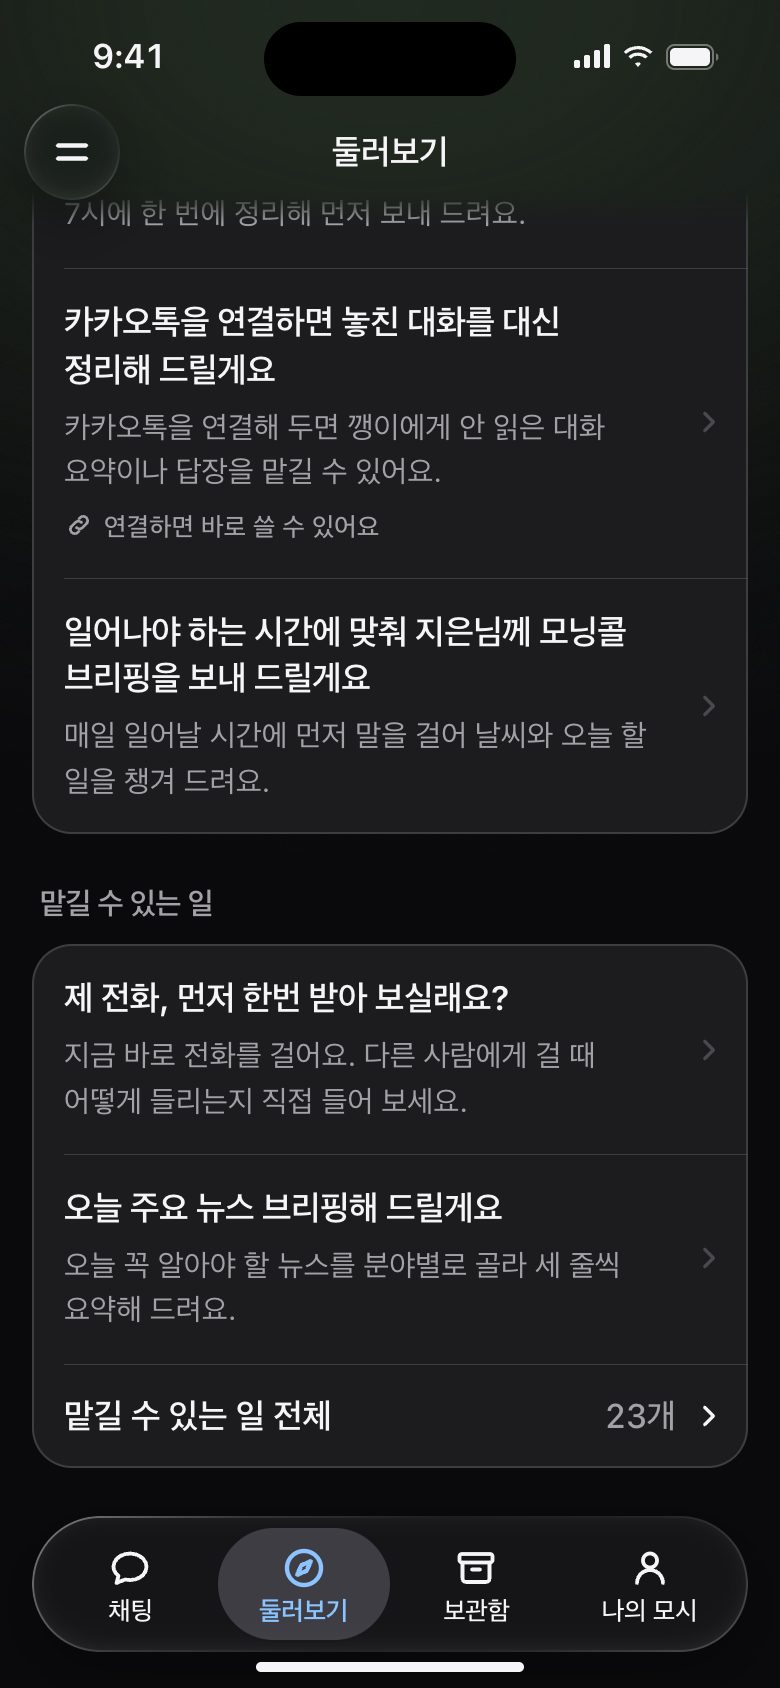 9:41
둘러보기
7시에 한 번에 정리해 먼저 보내 드려요.
카카오톡을 연결하면 놓친 대화를 대신
정리해 드릴게요
카카오톡을 연결해 두면 깽이에게 안 읽은 대화
요약이나 답장을 맡길 수 있어요.
연결하면 바로 쓸 수 있어요
일어나야 하는 시간에 맞춰 지은님께 모닝콜
브리핑을 보내 드릴게요
매일 일어날 시간에 먼저 말을 걸어 날씨와 오늘 할
일을 챙겨 드려요.
맡길 수 있는 일
제 전화, 먼저 한번 받아 보실래요?
지금 바로 전화를 걸어요. 다른 사람에게 걸 때
어떻게 들리는지 직접 들어 보세요.
오늘 주요 뉴스 브리핑해 드릴게요
오늘 꼭 알아야 할 뉴스를 분야별로 골라 세 줄씩
요약해 드려요.
맡길 수 있는 일 전체 23개
채팅 둘러보기 보관함 나의 모시